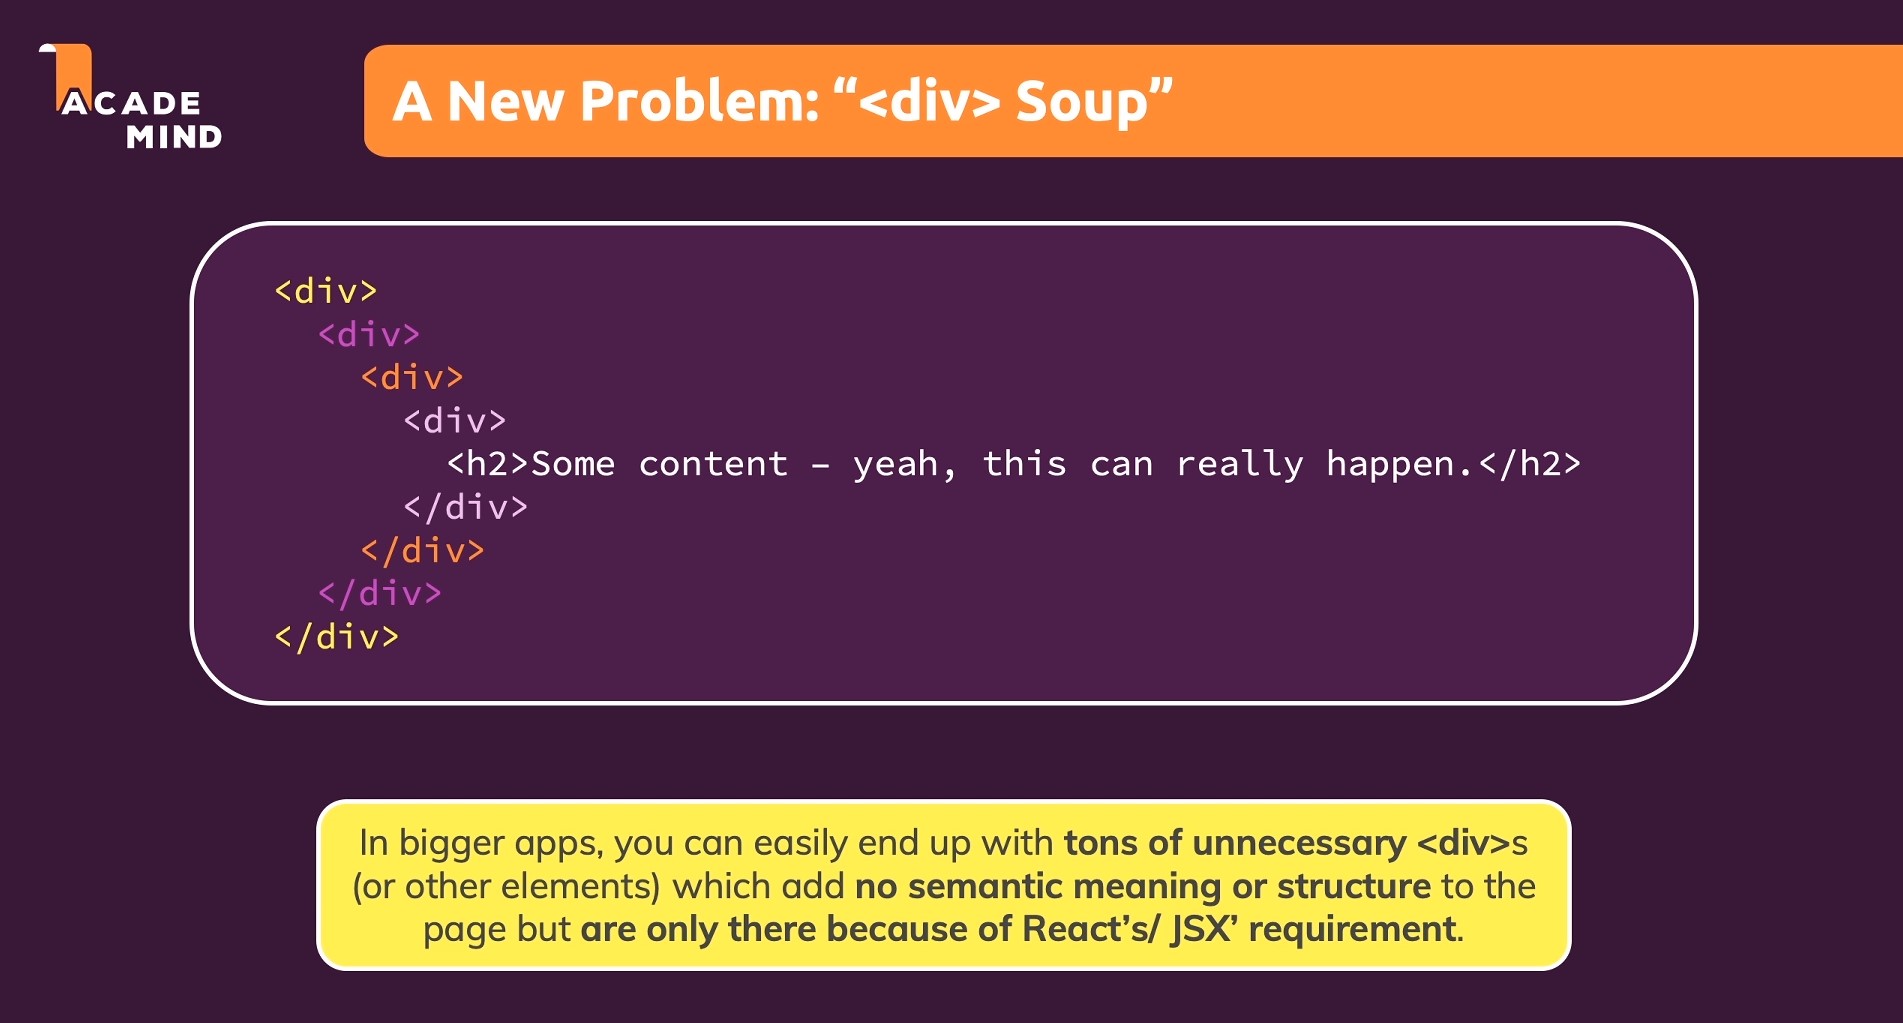 ACADE
MIND
A New Problem: “<div> Soup”
<div>
<div>
<div>
<div>
<h2>Some content – yeah, this can really happen.</h2>
</div>
</div>
</div>
</div>
In bigger apps, you can easily end up with tons of unnecessary <div>s
(or other elements) which add no semantic meaning or structure to the
page but are only there because of React’s/ JSX’ requirement.